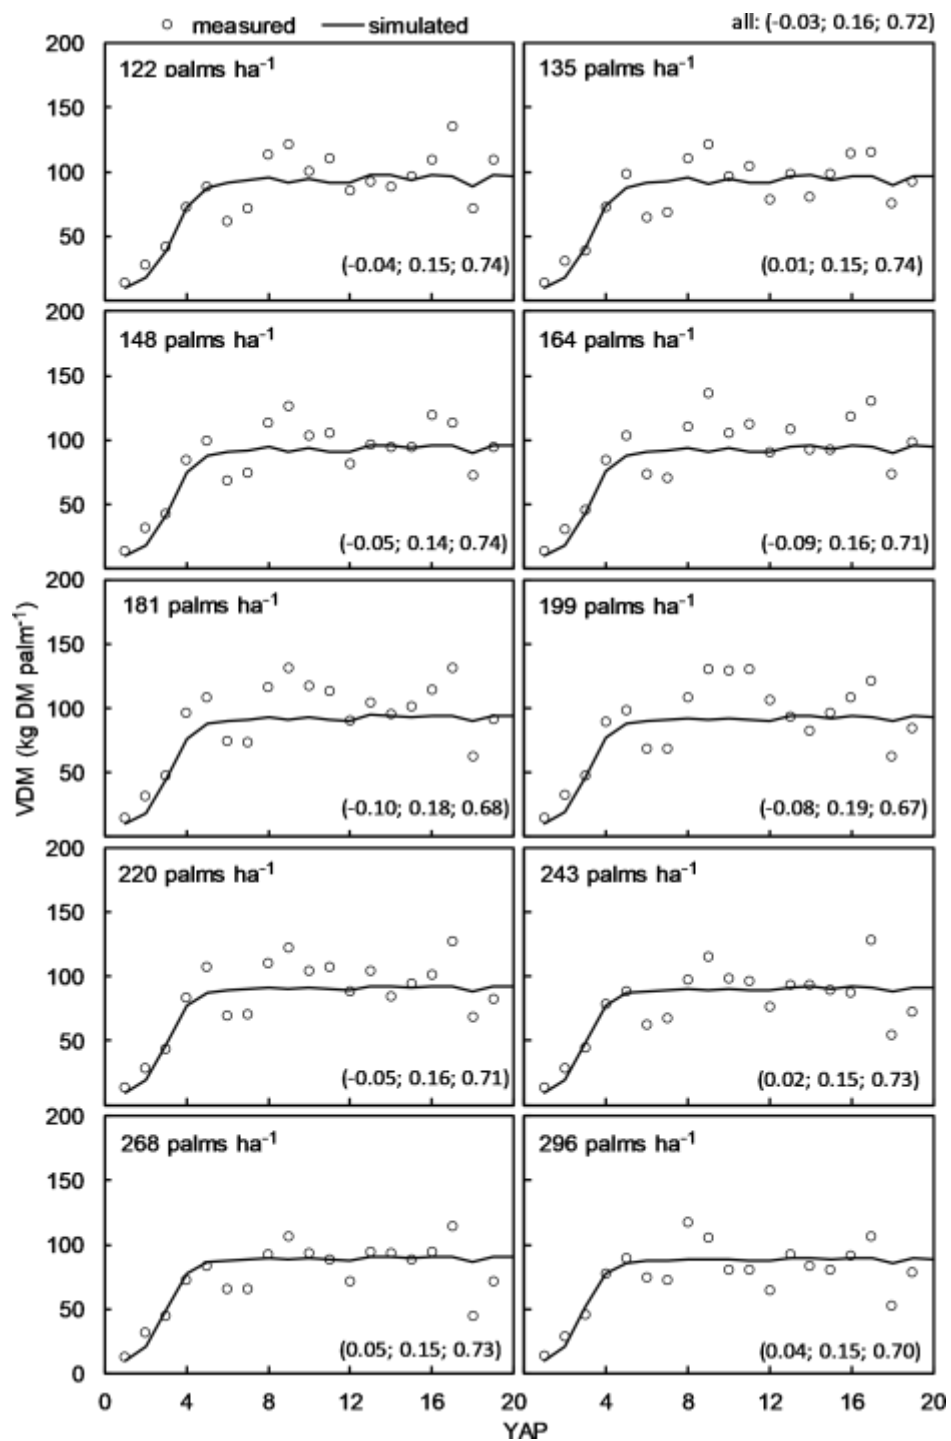 measured simulated all: (-0.03; 0.16; 0.72)
200
122 palms ha⁻¹ 135 palms ha⁻¹
150
100
50
(-0.04; 0.15; 0.74) (0.01; 0.15; 0.74)
200
148 palms ha⁻¹ 164 palms ha⁻¹
150
100
50
(-0.05; 0.14; 0.74) (-0.09; 0.16; 0.71)
200
181 palms ha⁻¹ 199 palms ha⁻¹
150
VDM (kg DM palm⁻¹)
100
50
(-0.10; 0.18; 0.68) (-0.08; 0.19; 0.67)
200
220 palms ha⁻¹ 243 palms ha⁻¹
150
100
50
(-0.05; 0.16; 0.71) (0.02; 0.15; 0.73)
200
268 palms ha⁻¹ 296 palms ha⁻¹
150
100
50
(0.05; 0.15; 0.73) (0.04; 0.15; 0.70)
0
0 4 8 12 16 20 4 8 12 16 20
YAP